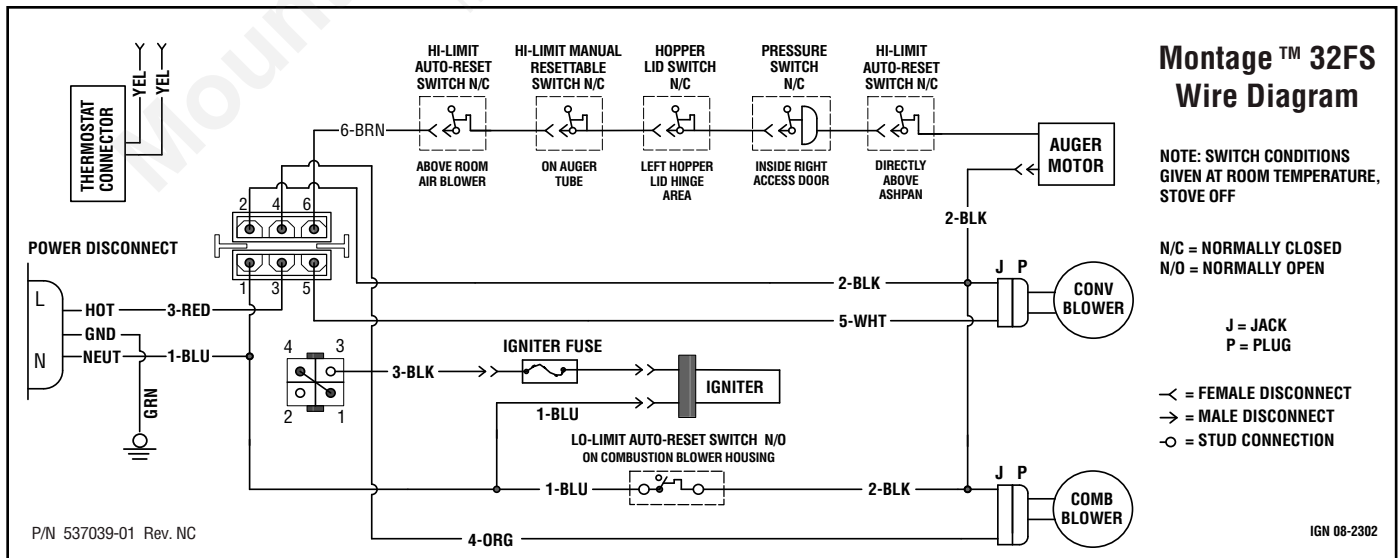 Moun
Montage ™ 32FS
Wire Diagram
NOTE: SWITCH CONDITIONS
GIVEN AT ROOM TEMPERATURE,
STOVE OFF
N/C = NORMALLY CLOSED
N/O = NORMALLY OPEN
J = JACK
P = PLUG
= FEMALE DISCONNECT
= MALE DISCONNECT
= STUD CONNECTION
IGN 08-2302
YEL
YEL
THERMOSTAT
CONNECTOR
HI-LIMIT
AUTO-RESET
SWITCH N/C
ABOVE ROOM
AIR BLOWER
HI-LIMIT MANUAL
RESETTABLE
SWITCH N/C
ON AUGER
TUBE
HOPPER
LID SWITCH
N/C
LEFT HOPPER
LID HINGE
AREA
PRESSURE
SWITCH
N/C
INSIDE RIGHT
ACCESS DOOR
HI-LIMIT
AUTO-RESET
SWITCH N/C
DIRECTLY
ABOVE
ASHPAN
AUGER
MOTOR
6-BRN
2-BLK
2 4 6
1 3 5
POWER DISCONNECT
L
N
HOT
3-RED
GND
NEUT
1-BLU
GRN
2-BLK
5-WHT
J P
CONV
BLOWER
4 3
2 1
3-BLK
IGNITER FUSE
IGNITER
1-BLU
LO-LIMIT AUTO-RESET SWITCH N/O
ON COMBUSTION BLOWER HOUSING
1-BLU
2-BLK
4-ORG
J P
COMB
BLOWER
P/N 537039-01 Rev. NC